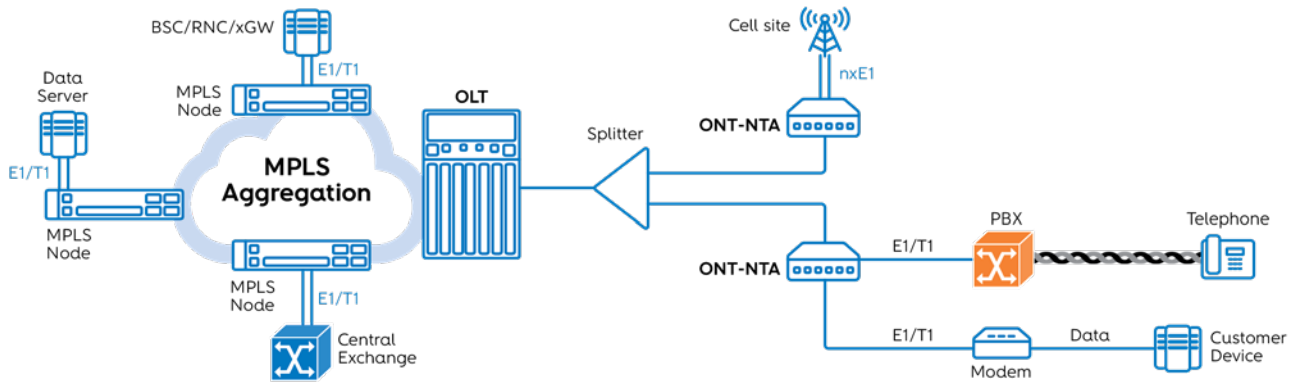 BSC/RNC/xGW
E1/T1
MPLS
Node
Data
Server
E1/T1
MPLS
Node
MPLS
Aggregation
MPLS
Node
E1/T1
Central
Exchange
OLT
Splitter
Cell site
nxE1
ONT-NTA
ONT-NTA
E1/T1
PBX
Telephone
E1/T1
Modem
Data
Customer
Device